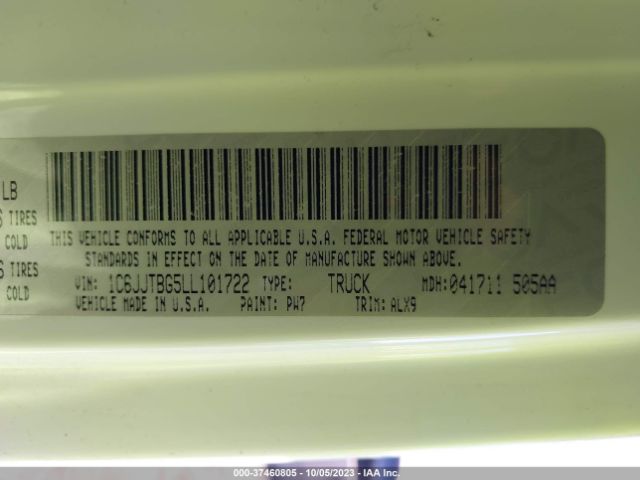 LB
TIRES
COLD
TIRES
COLD
THIS VEHICLE CONFORMS TO ALL APPLICABLE U.S.A. FEDERAL MOTOR VEHICLE SAFETY
STANDARDS IN EFFECT ON THE DATE OF MANUFACTURE SHOWN ABOVE.
VIN: 1C6JJTBG5LL101722 TYPE: TRUCK MDH: 041711 505AA
VEHICLE MADE IN U.S.A. PAINT: PW7 TRIM: ALX9
000-37460805 - 10/05/2023 - IAA Inc.